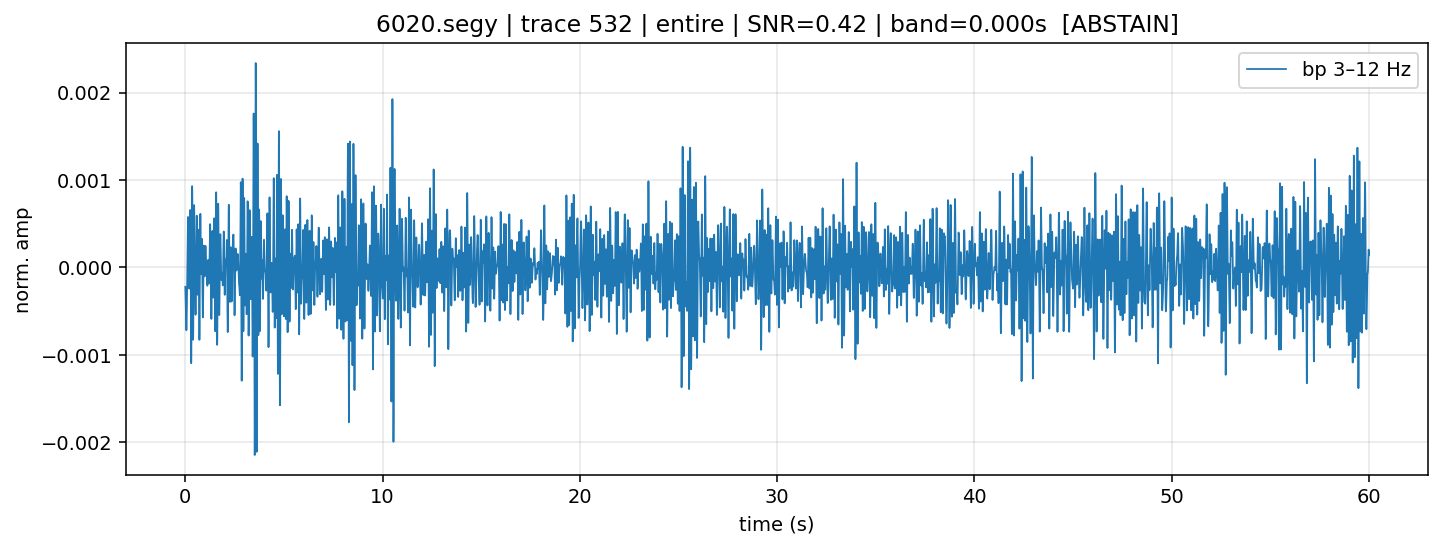 6020.segy | trace 532 | entire | SNR=0.42 | band=0.000s  [ABSTAIN]
bp 3–12 Hz
norm. amp
0.002
0.001
0.000
−0.001
−0.002
0 10 20 30 40 50 60
time (s)